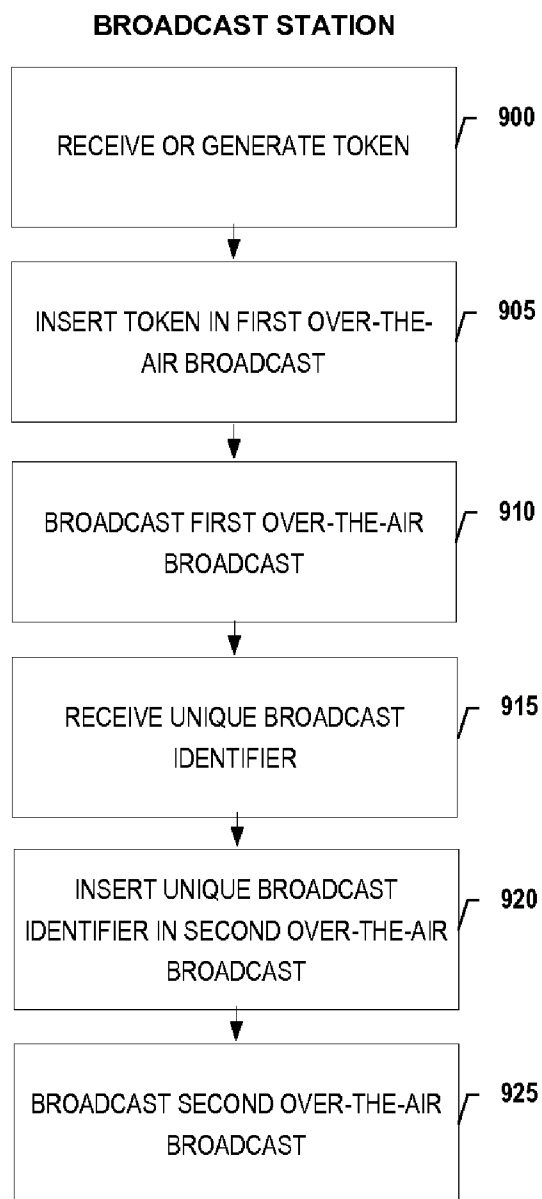 BROADCAST STATION
900
RECEIVE OR GENERATE TOKEN
905
INSERT TOKEN IN FIRST OVER-THE-
AIR BROADCAST
910
BROADCAST FIRST OVER-THE-AIR
BROADCAST
915
RECEIVE UNIQUE BROADCAST
IDENTIFIER
920
INSERT UNIQUE BROADCAST
IDENTIFIER IN SECOND OVER-THE-AIR
BROADCAST
925
BROADCAST SECOND OVER-THE-AIR
BROADCAST